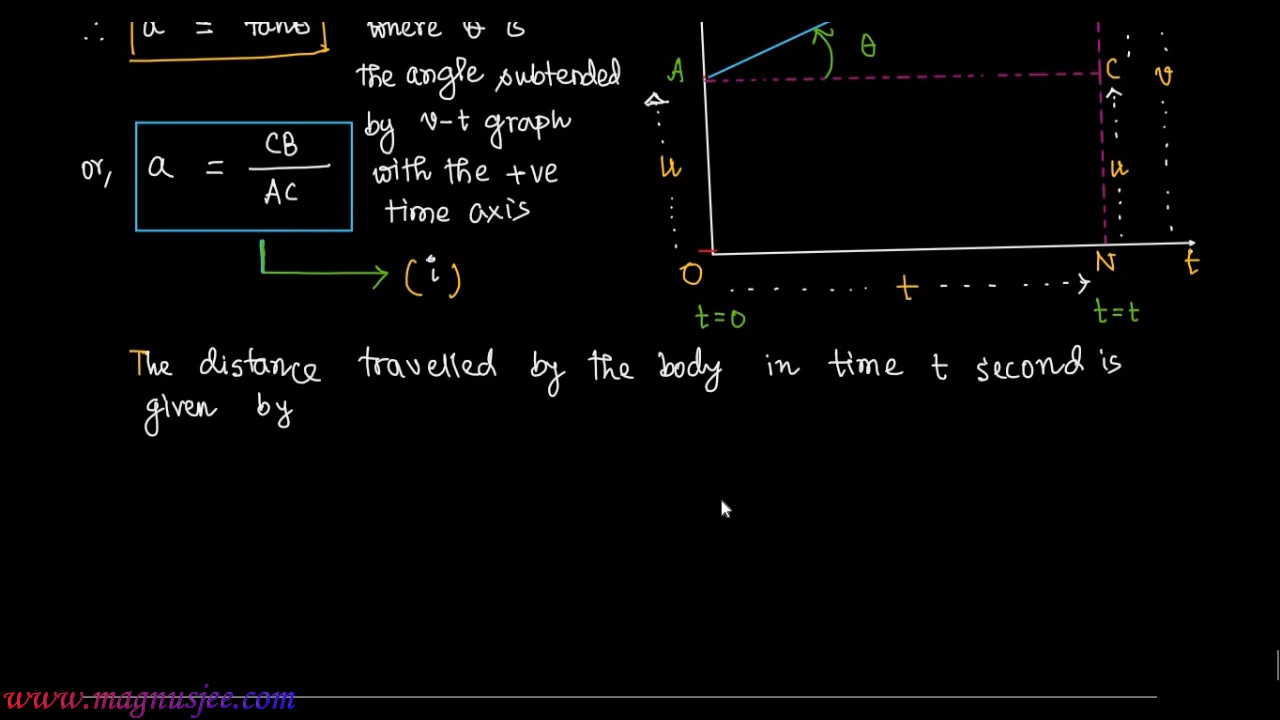 ∴ a = tanθ where θ is
the angle subtended
by v-t graph
with the +ve
time axis
or, a = CB / AC
(i)
A θ C v
u u
O t N t
t=0 t=t
The distance travelled by the body in time t second is
given by
www.magnusjee.com